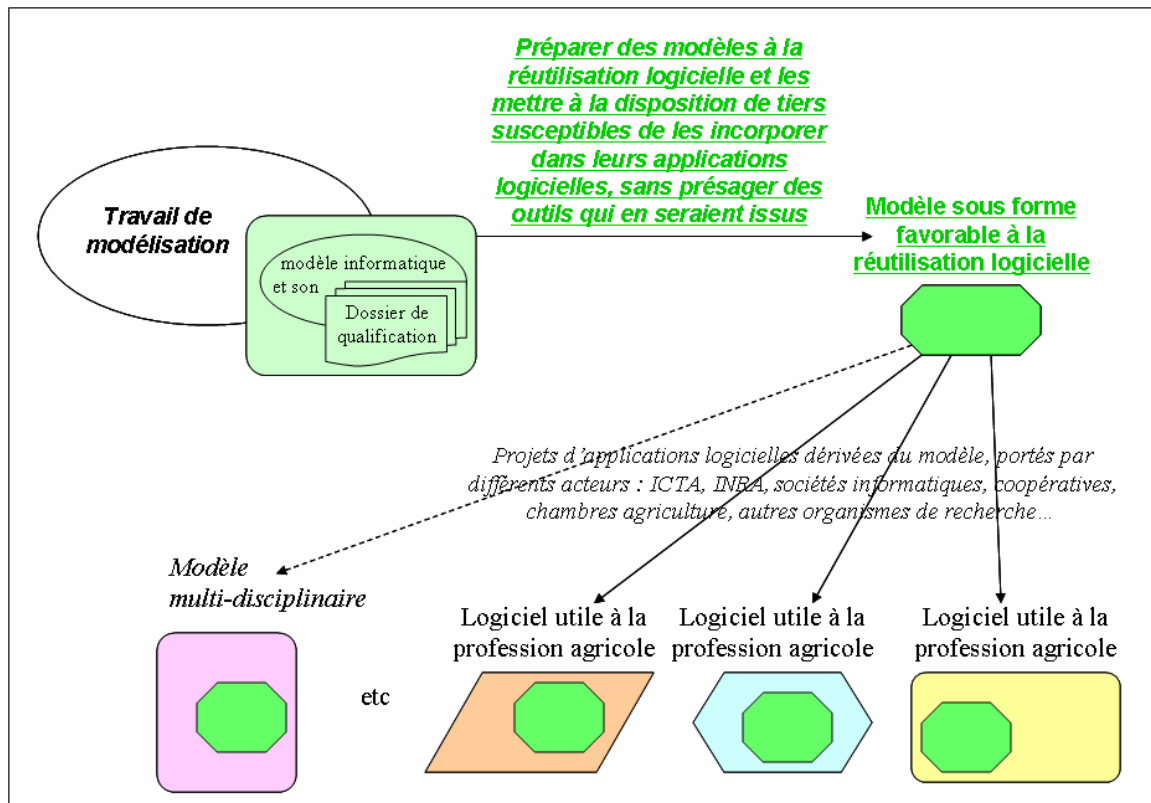 Préparer des modèles à la
réutilisation logicielle et les
mettre à la disposition de tiers
susceptibles de les incorporer
dans leurs applications
logicielles, sans présager des
outils qui en seraient issus
Travail de
modélisation
modèle informatique
et son
Dossier de
qualification
Modèle sous forme
favorable à la
réutilisation logicielle
Projets d'applications logicielles dérivées du modèle, portés par
différents acteurs : ICTA, INRA, sociétés informatiques, coopératives,
chambres agriculture, autres organismes de recherche…
Modèle
multi-disciplinaire
etc
Logiciel utile à la
profession agricole
Logiciel utile à la
profession agricole
Logiciel utile à la
profession agricole